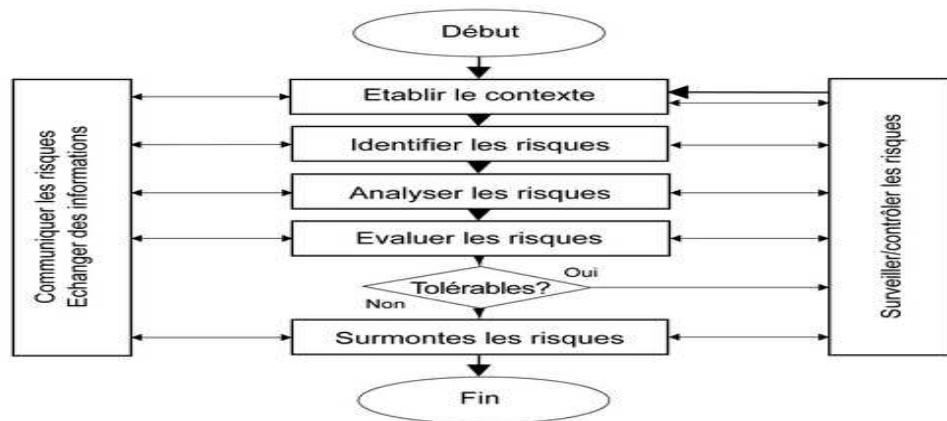 Début
Etablir le contexte
Identifier les risques
Analyser les risques
Evaluer les risques
Tolérables?
Oui
Non
Surmontes les risques
Fin
Communiquer les risques
Echanger des informations
Surveiller/contrôler les risques